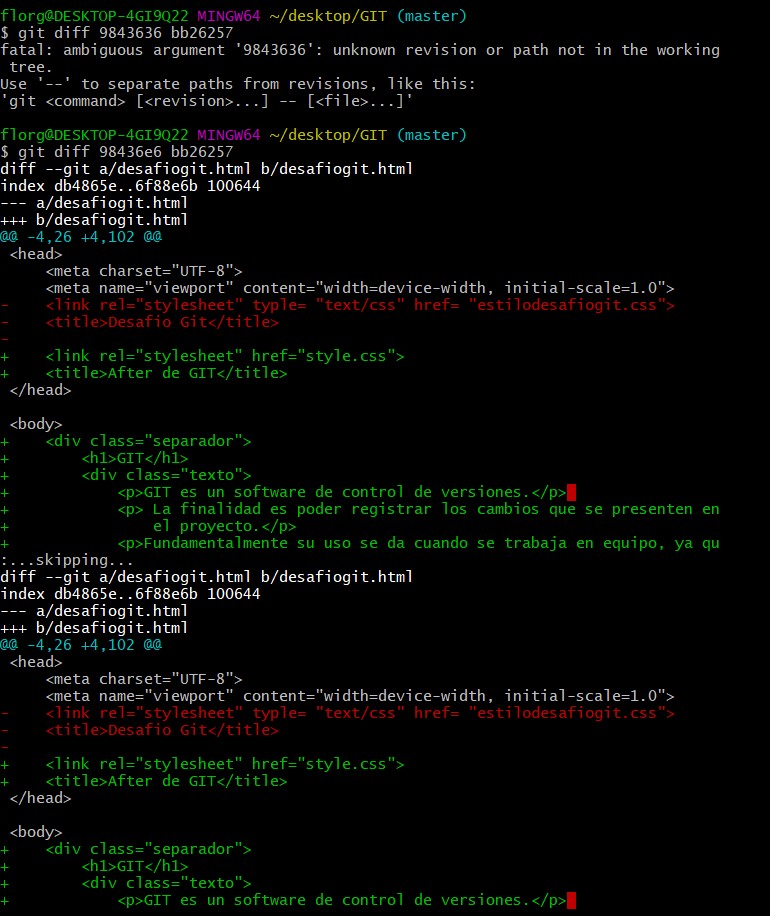 florg@DESKTOP-4GI9Q22 MINGW64 ~/desktop/GIT (master)
$ git diff 9843636 bb26257
fatal: ambiguous argument '9843636': unknown revision or path not in the working
 tree.
Use '--' to separate paths from revisions, like this:
'git <command> [<revision>...] -- [<file>...]'

florg@DESKTOP-4GI9Q22 MINGW64 ~/desktop/GIT (master)
$ git diff 98436e6 bb26257
diff --git a/desafiogit.html b/desafiogit.html
index db4865e..6f88e6b 100644
--- a/desafiogit.html
+++ b/desafiogit.html
@@ -4,26 +4,102 @@
 <head>
     <meta charset="UTF-8">
     <meta name="viewport" content="width=device-width, initial-scale=1.0">
-    <link rel="stylesheet" typle= "text/css" href= "estilodesafiogit.css">
-    <title>Desafio Git</title>
-
+    <link rel="stylesheet" href="style.css">
+    <title>After de GIT</title>
 </head>

 <body>
+    <div class="separador">
+        <h1>GIT</h1>
+        <div class="texto">
+            <p>GIT es un software de control de versiones.</p>
+            <p> La finalidad es poder registrar los cambios que se presenten en
+                el proyecto.</p>
+            <p>Fundamentalmente su uso se da cuando se trabaja en equipo, ya qu
:...skipping...
diff --git a/desafiogit.html b/desafiogit.html
index db4865e..6f88e6b 100644
--- a/desafiogit.html
+++ b/desafiogit.html
@@ -4,26 +4,102 @@
 <head>
     <meta charset="UTF-8">
     <meta name="viewport" content="width=device-width, initial-scale=1.0">
-    <link rel="stylesheet" typle= "text/css" href= "estilodesafiogit.css">
-    <title>Desafio Git</title>
-
+    <link rel="stylesheet" href="style.css">
+    <title>After de GIT</title>
 </head>

 <body>
+    <div class="separador">
+        <h1>GIT</h1>
+        <div class="texto">
+            <p>GIT es un software de control de versiones.</p>